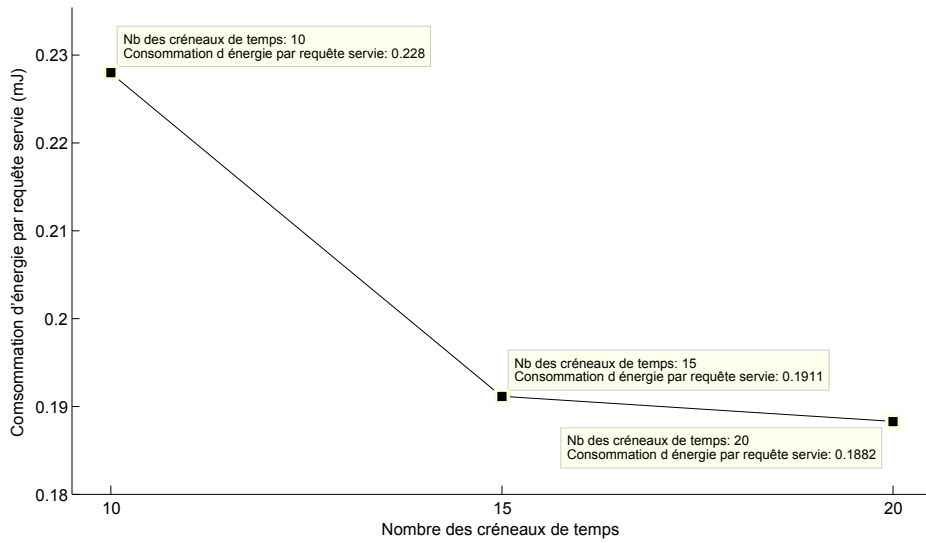 Comsommation d'énergie par requête servie (mJ)
0.23
0.22
0.21
0.2
0.19
0.18
Nb des créneaux de temps: 10
Consommation d énergie par requête servie: 0.228
Nb des créneaux de temps: 15
Consommation d énergie par requête servie: 0.1911
Nb des créneaux de temps: 20
Consommation d énergie par requête servie: 0.1882
10
15
20
Nombre des créneaux de temps